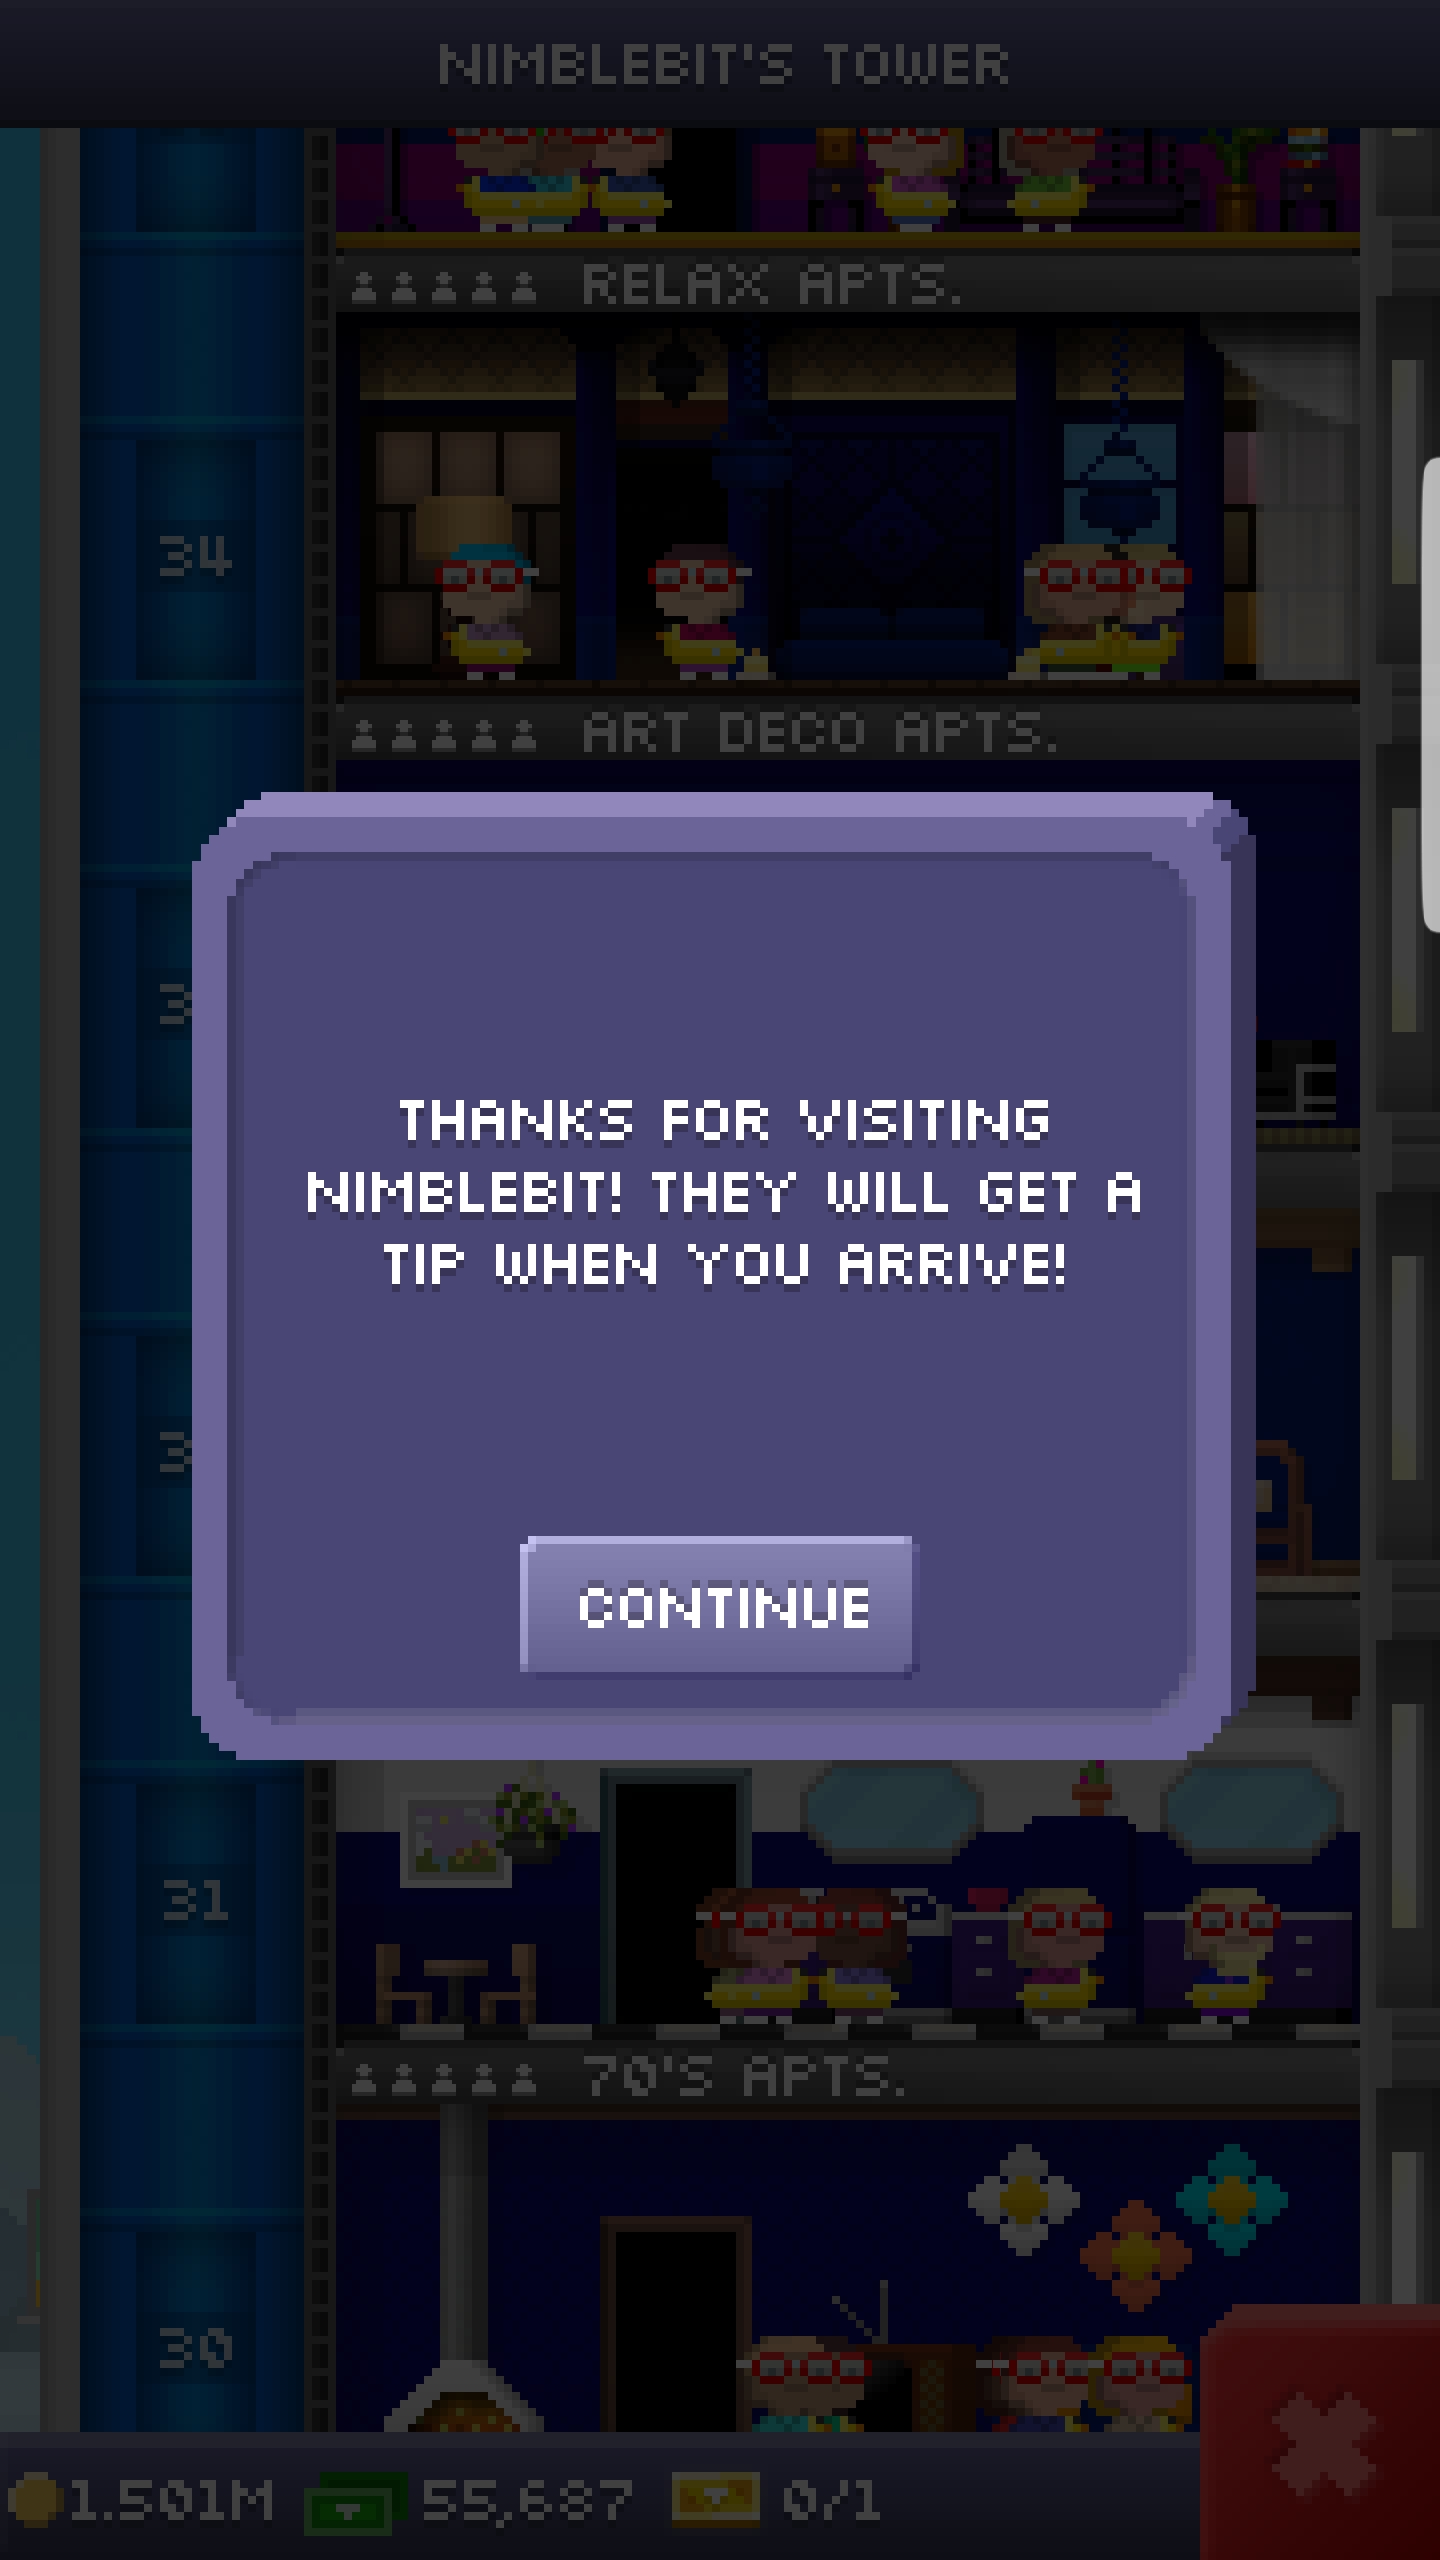 NIMBLEBIT'S TOWER
RELAX APTS.
34
ART DECO APTS.
THANKS FOR VISITING
NIMBLEBIT! THEY WILL GET A
TIP WHEN YOU ARRIVE!
CONTINUE
31
70'S APTS.
30
1.501M 55,687 0/1